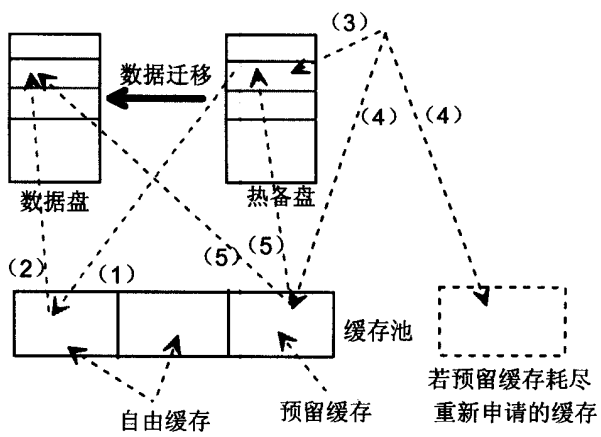 （3）
数据迁移
（4）
（4）
数据盘
热备盘
（2）
（1）
（5）
（5）
缓存池
自由缓存
预留缓存
若预留缓存耗尽
重新申请的缓存